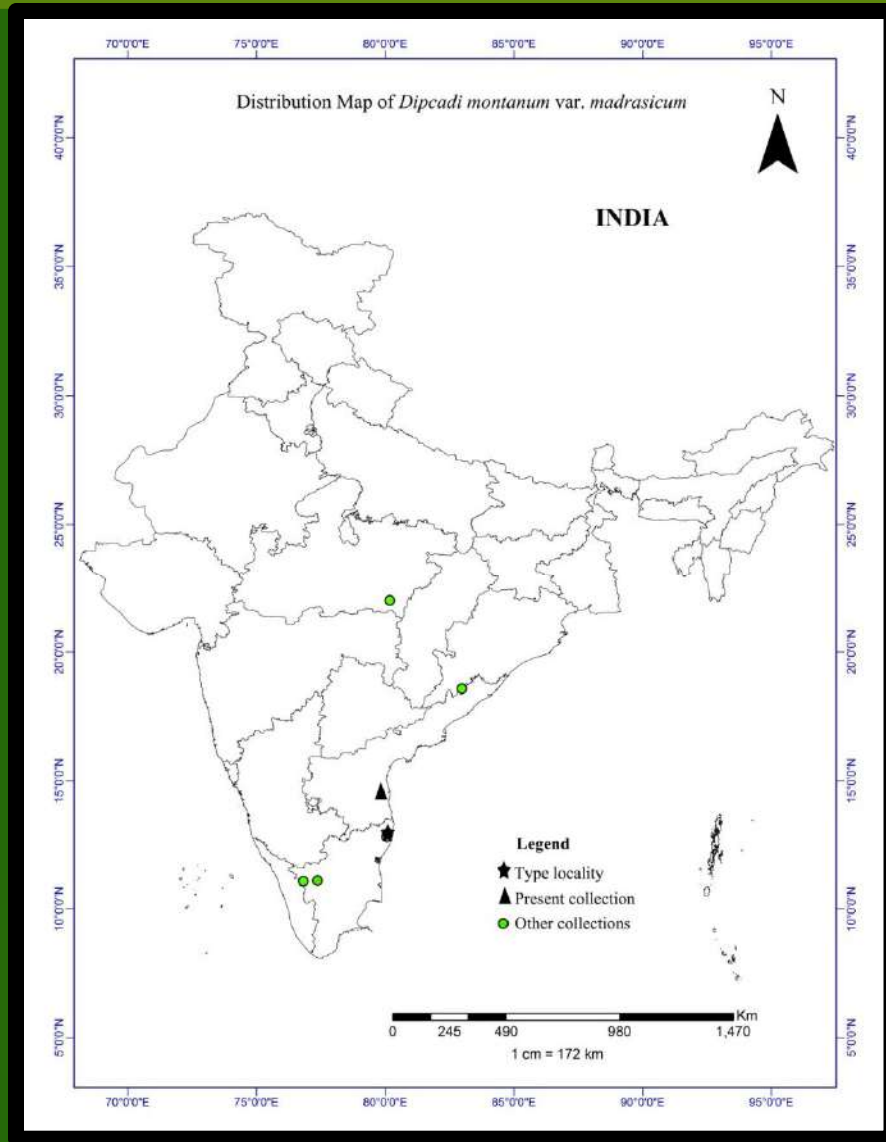 70°0'0"E 75°0'0"E 80°0'0"E 85°0'0"E 90°0'0"E 95°0'0"E
Distribution Map of Dipcadi montanum var. madrasicum
N
INDIA
40°0'0"N
40°0'0"N
35°0'0"N
35°0'0"N
30°0'0"N
30°0'0"N
25°0'0"N
25°0'0"N
20°0'0"N
20°0'0"N
15°0'0"N
15°0'0"N
10°0'0"N
10°0'0"N
5°0'0"N
5°0'0"N
Legend
Type locality
Present collection
Other collections
Km
0 245 490 980 1,470
1 cm = 172 km
70°0'0"E 75°0'0"E 80°0'0"E 85°0'0"E 90°0'0"E 95°0'0"E